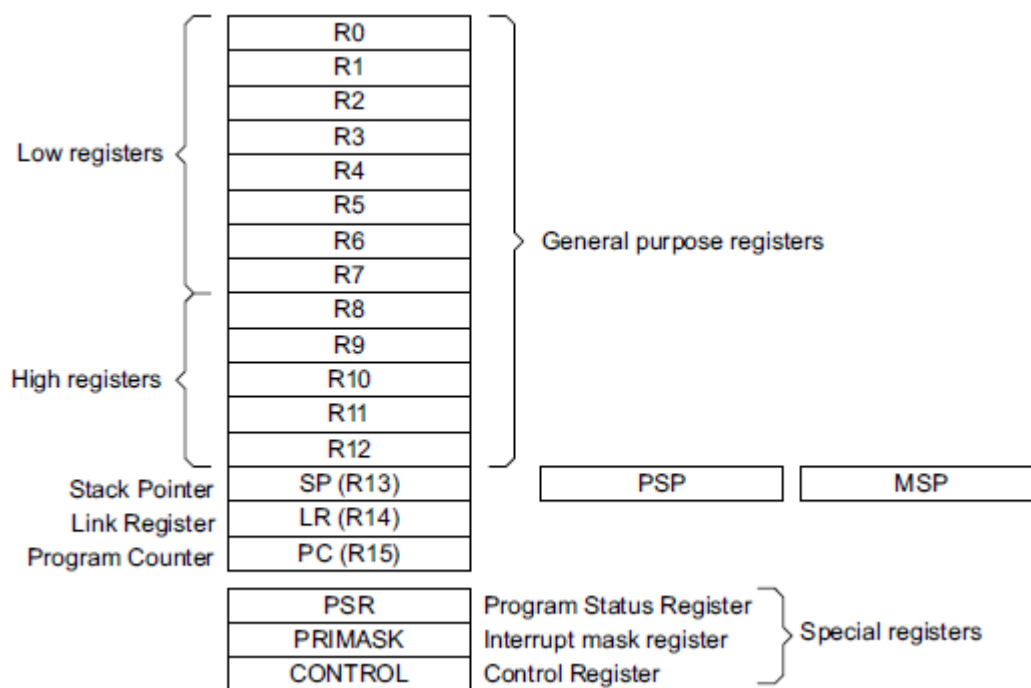 R0
R1
R2
R3
Low registers
R4
R5
R6
General purpose registers
R7
R8
R9
High registers
R10
R11
R12
Stack Pointer
SP (R13)
PSP
MSP
Link Register
LR (R14)
Program Counter
PC (R15)
PSR
Program Status Register
PRIMASK
Interrupt mask register
Special registers
CONTROL
Control Register